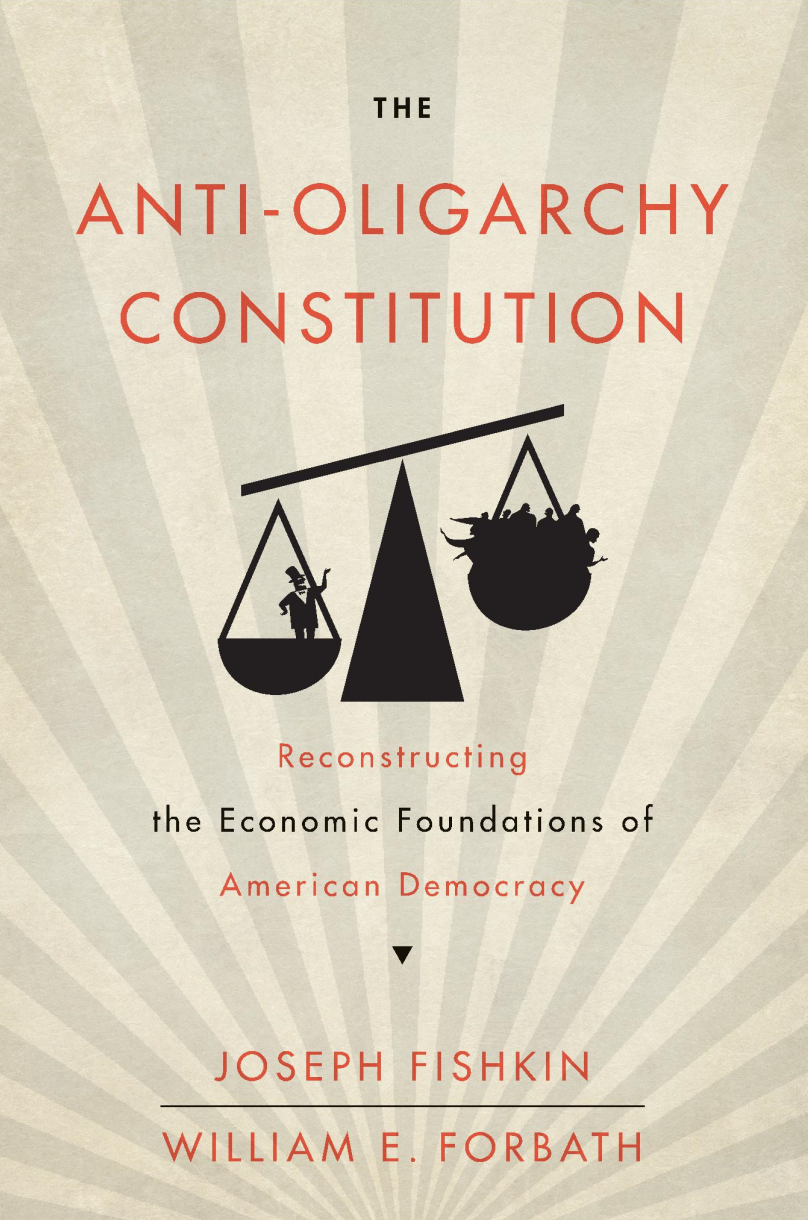 THE
ANTI-OLIGARCHY
CONSTITUTION
Reconstructing
the Economic Foundations of
American Democracy
JOSEPH FISHKIN
WILLIAM E. FORBATH